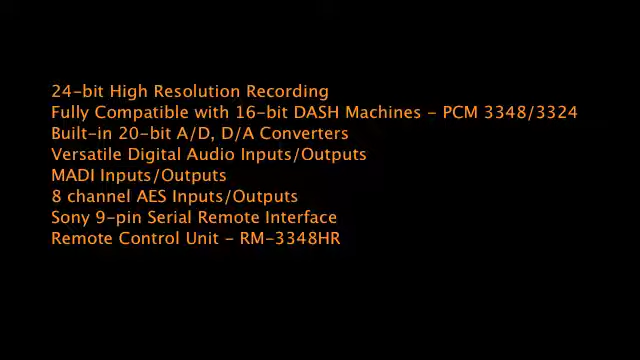 24-bit High Resolution Recording
Fully Compatible with 16-bit DASH Machines - PCM 3348/3324
Built-in 20-bit A/D, D/A Converters
Versatile Digital Audio Inputs/Outputs
MADI Inputs/Outputs
8 channel AES Inputs/Outputs
Sony 9-pin Serial Remote Interface
Remote Control Unit - RM-3348HR